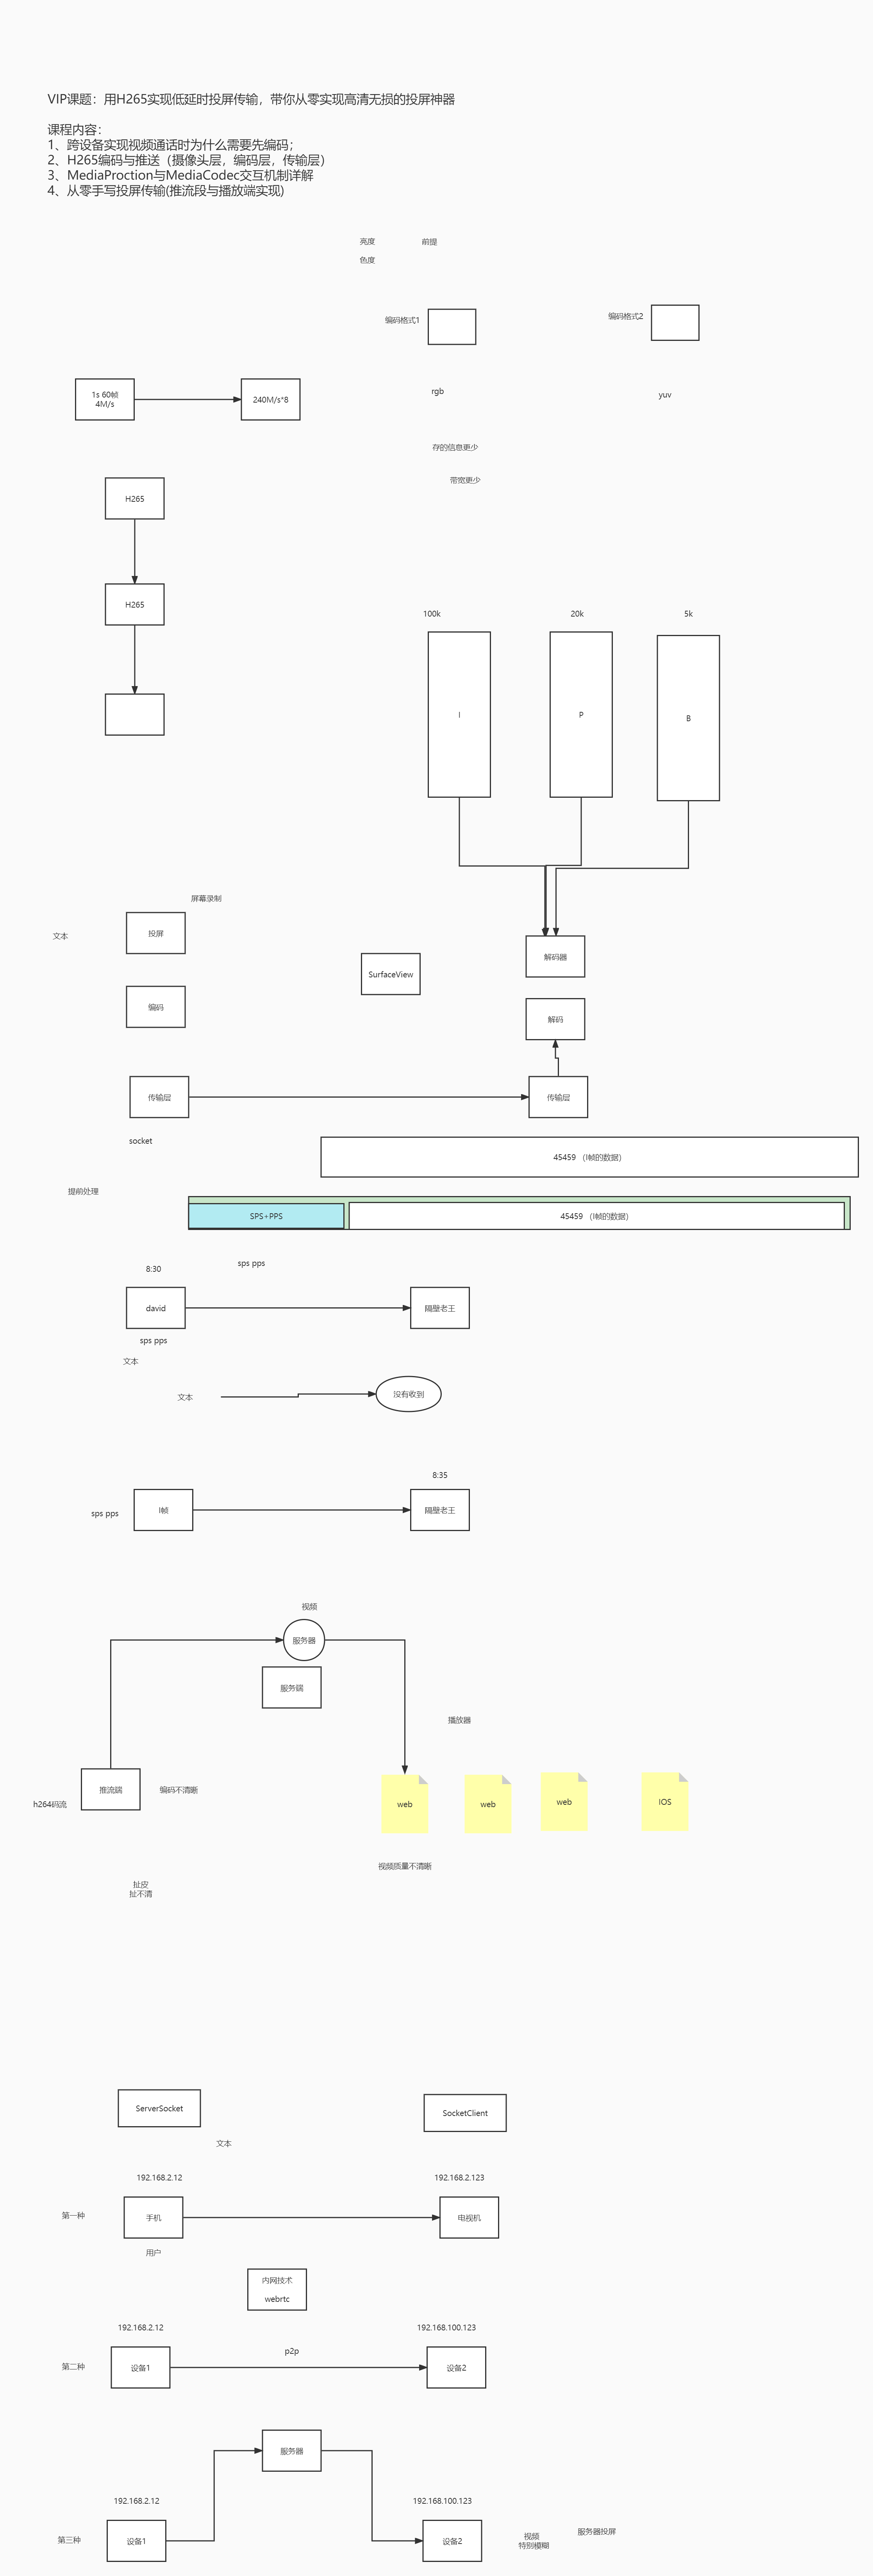 VIP课题：用H265实现低延时投屏传输，带你从零实现高清无损的投屏神器
课程内容：
1、跨设备实现视频通话时为什么需要先编码；
2、H265编码与推送（摄像头层，编码层，传输层）
3、MediaProction与MediaCodec交互机制详解
4、从零手写投屏传输(推流段与播放端实现)
亮度
前提
色度
编码格式1
编码格式2
1s 60帧
4M/s
240M/s*8
rgb
yuv
存的信息更少
带宽更少
H265
H265
100k
20k
5k
I
P
B
屏幕录制
文本
投屏
解码器
SurfaceView
编码
解码
传输层
传输层
socket
45459 （I帧的数据）
提前处理
SPS+PPS
45459 （I帧的数据）
sps pps
8:30
david
隔壁老王
sps pps
文本
文本
没有收到
8:35
sps pps
I帧
隔壁老王
视频
服务器
服务端
播放器
推流端
编码不清晰
h264码流
web
web
web
IOS
视频质量不清晰
扯皮
扯不清
ServerSocket
SocketClient
文本
192.168.2.12
192.168.2.123
第一种
手机
电视机
用户
内网技术
webrtc
192.168.2.12
192.168.100.123
p2p
第二种
设备1
设备2
服务器
192.168.2.12
192.168.100.123
第三种
设备1
设备2
视频
特别模糊
服务器投屏